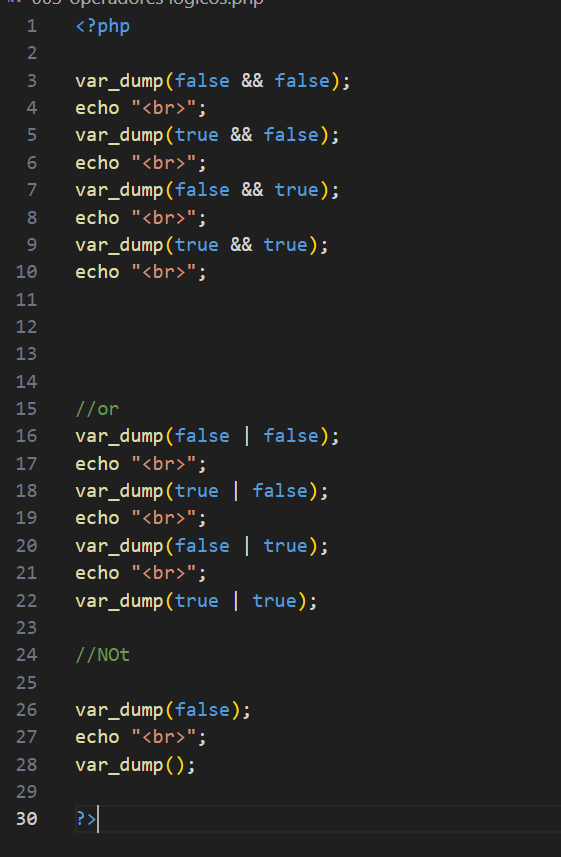 003-operadores-logicos.php
1 <?php
2
3 var_dump(false && false);
4 echo "<br>";
5 var_dump(true && false);
6 echo "<br>";
7 var_dump(false && true);
8 echo "<br>";
9 var_dump(true && true);
10 echo "<br>";
11
12
13
14
15 //or
16 var_dump(false | false);
17 echo "<br>";
18 var_dump(true | false);
19 echo "<br>";
20 var_dump(false | true);
21 echo "<br>";
22 var_dump(true | true);
23
24 //NOt
25
26 var_dump(false);
27 echo "<br>";
28 var_dump();
29
30 ?>